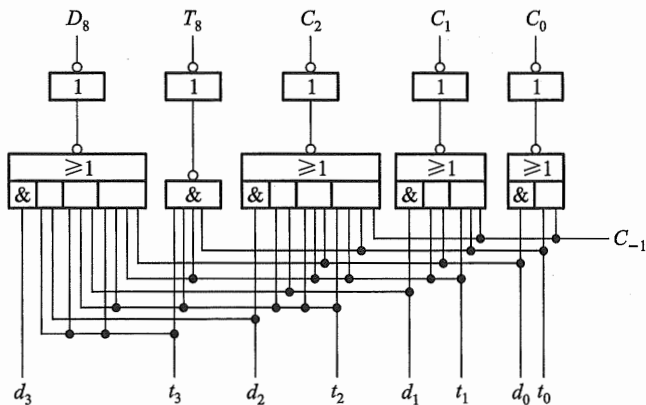 D₈ T₈ C₂ C₁ C₀
1 1 1 1 1
≥1 ≥1 ≥1 ≥1
& & & & &
C₋₁
d₃ t₃ d₂ t₂ d₁ t₁ d₀ t₀